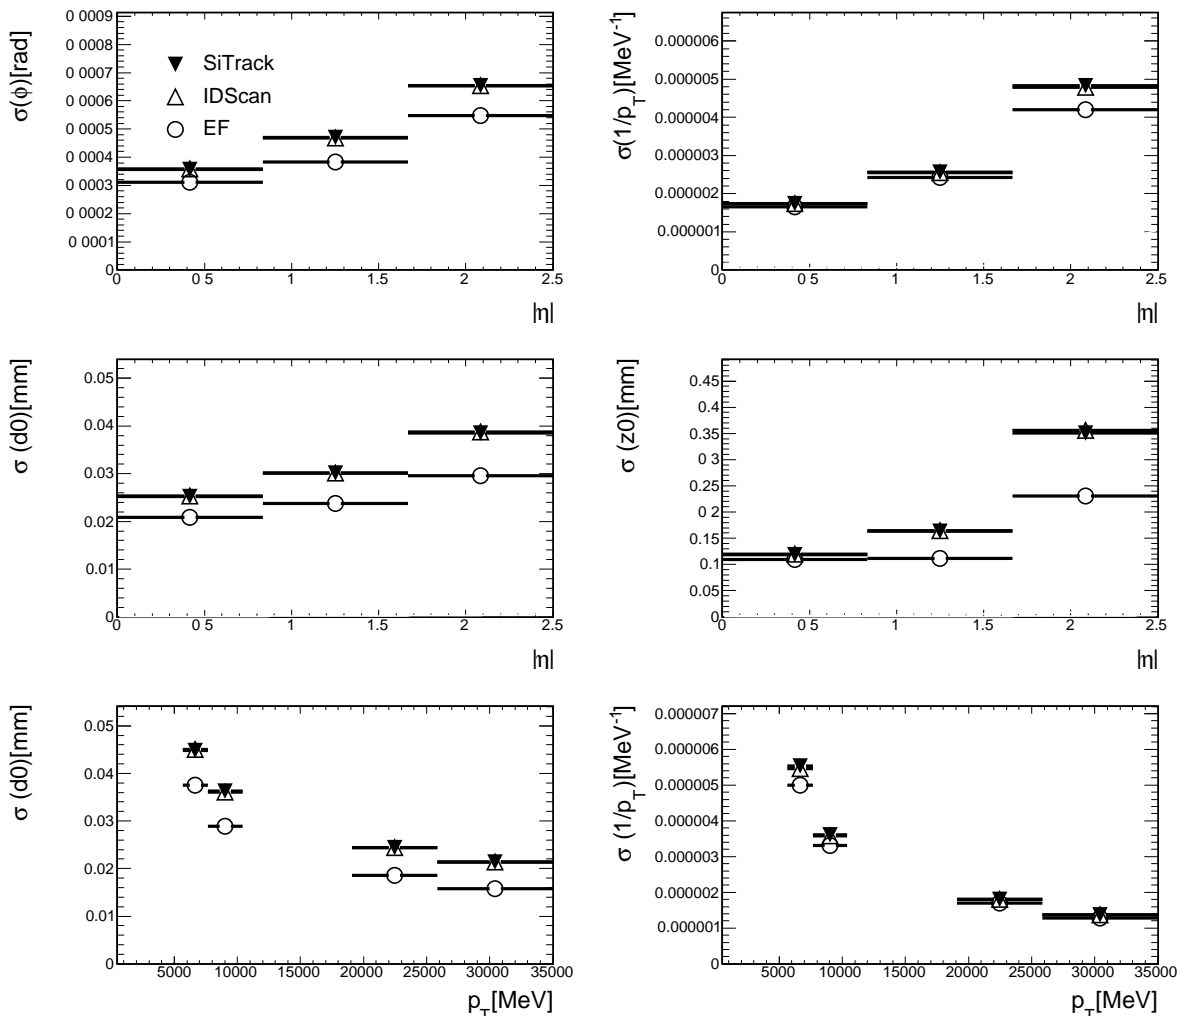 σ(ϕ)[rad]
0 0009
0 0008
0 0007
0 0006
0 0005
0 0004
0 0003
0 0002
0 0001
0
SiTrack
IDScan
EF
0 0 5 1 1.5 2 2.5
|η|
σ(1/p_T)[MeV⁻¹]
0.000006
0.000005
0.000004
0.000003
0.000002
0.000001
0
0 0 5 1 1.5 2 2.5
|η|
σ (d0)[mm]
0.05
0.04
0.03
0.02
0.01
0
0 0 5 1 1.5 2 2.5
|η|
σ (z0)[mm]
0.45
0.4
0.35
0.3
0.25
0.2
0.15
0.1
0.05
0
0 0 5 1 1.5 2 2.5
|η|
σ (d0)[mm]
0.05
0.04
0.03
0.02
0.01
0
5000 10000 15000 20000 25000 30000 35000
p_T[MeV]
σ (1/p_T)[MeV⁻¹]
0.000007
0.000006
0.000005
0.000004
0.000003
0.000002
0.000001
0
5000 10000 15000 20000 25000 30000 35000
p_T[MeV]